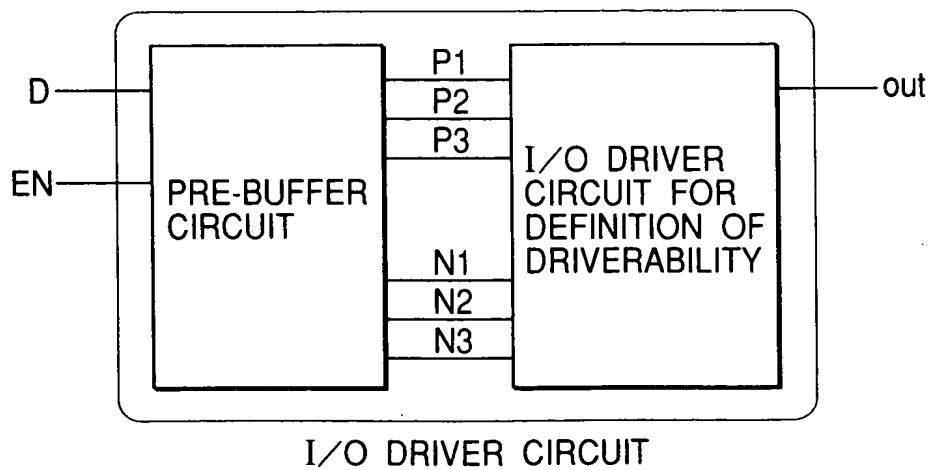 D
EN
PRE-BUFFER
CIRCUIT
P1
P2
P3
N1
N2
N3
I/O DRIVER
CIRCUIT FOR
DEFINITION OF
DRIVERABILITY
out
I/O DRIVER CIRCUIT